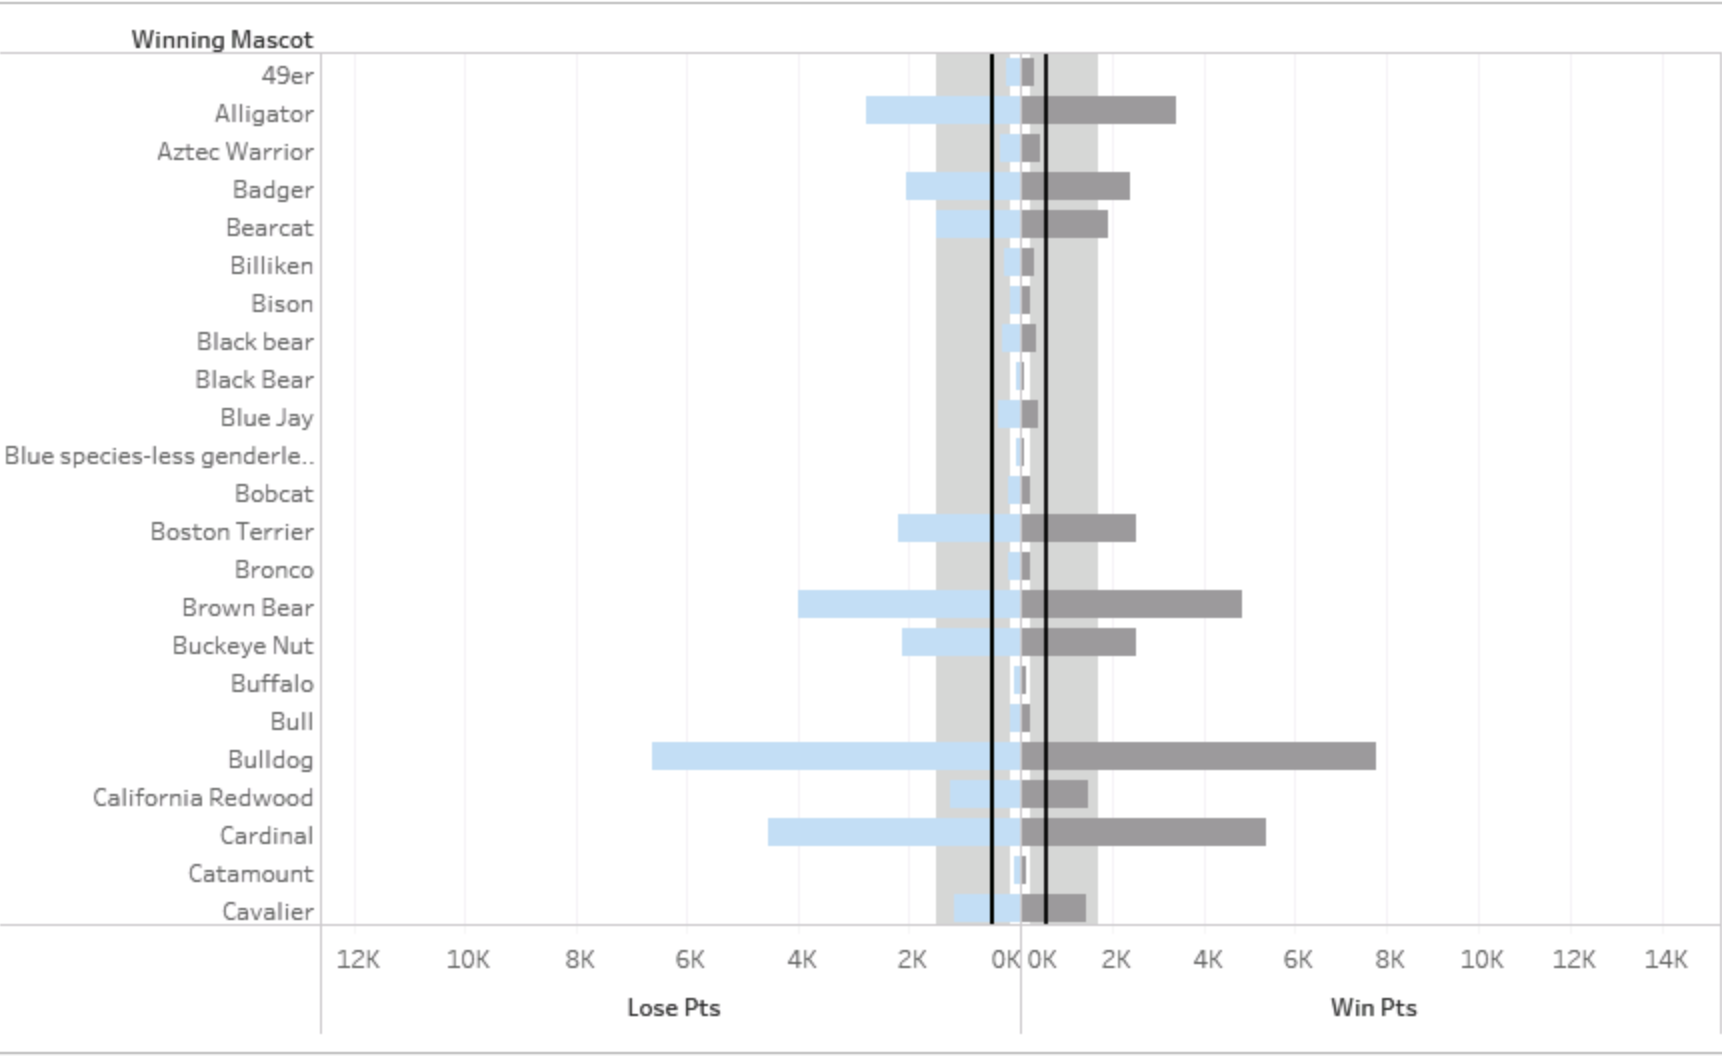 Winning Mascot
49er
Alligator
Aztec Warrior
Badger
Bearcat
Billiken
Bison
Black bear
Black Bear
Blue Jay
Blue species-less genderle..
Bobcat
Boston Terrier
Bronco
Brown Bear
Buckeye Nut
Buffalo
Bull
Bulldog
California Redwood
Cardinal
Catamount
Cavalier
12K 10K 8K 6K 4K 2K 0K 0K 2K 4K 6K 8K 10K 12K 14K
Lose Pts Win Pts